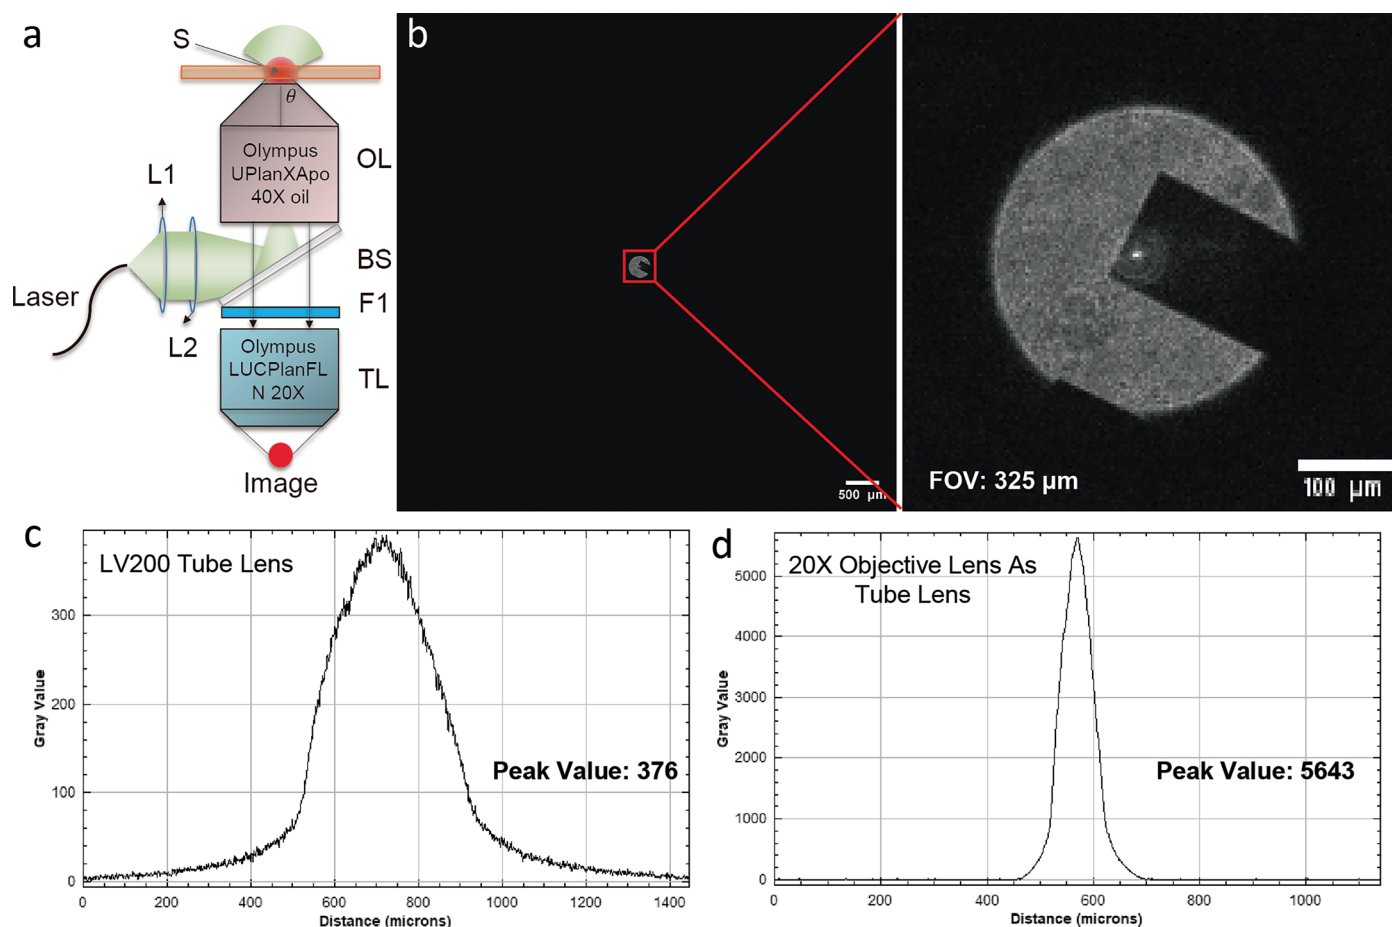 a
S
θ
Olympus
UPlanXApo
40X oil
OL
L1
BS
Laser
F1
L2
Olympus
LUCPlanFL
N 20X
TL
Image
b
500 µm
FOV: 325 µm
100 µm
c
LV200 Tube Lens
Peak Value: 376
Gray Value
300
200
100
0
0 200 400 600 800 1000 1200 1400
Distance (microns)
d
20X Objective Lens As
Tube Lens
Peak Value: 5643
Gray Value
5000
4000
3000
2000
1000
0
0 200 400 600 800 1000
Distance (microns)